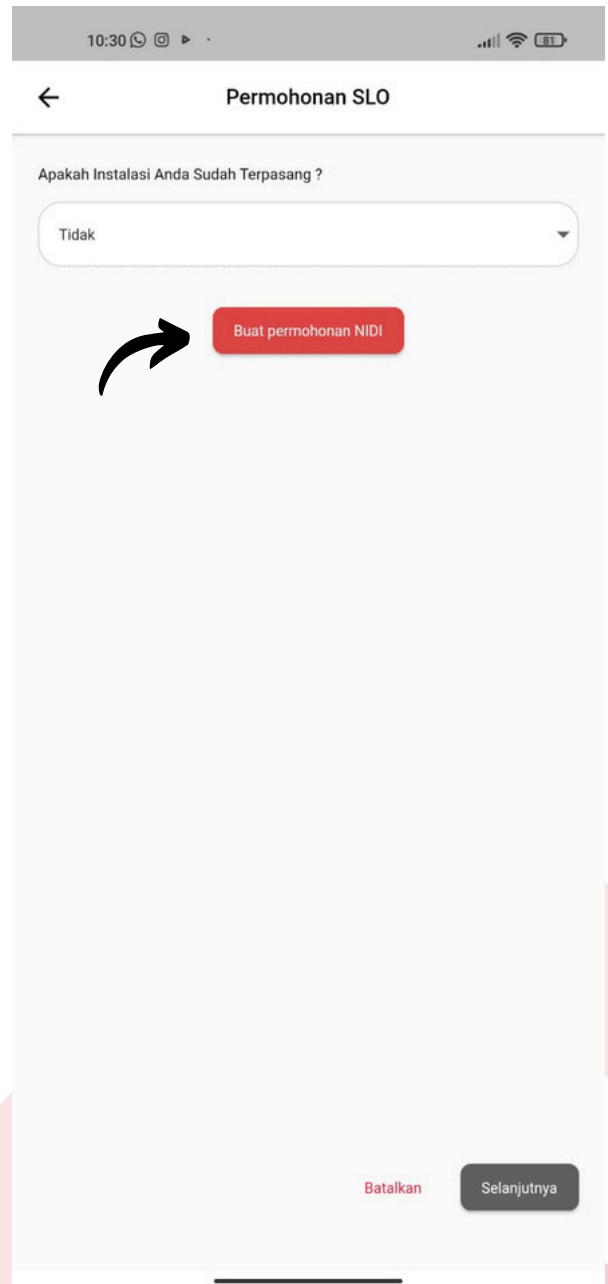 10:30
81
Permohonan SLO
Apakah Instalasi Anda Sudah Terpasang ?
Tidak
Buat permohonan NIDI
Batalkan
Selanjutnya